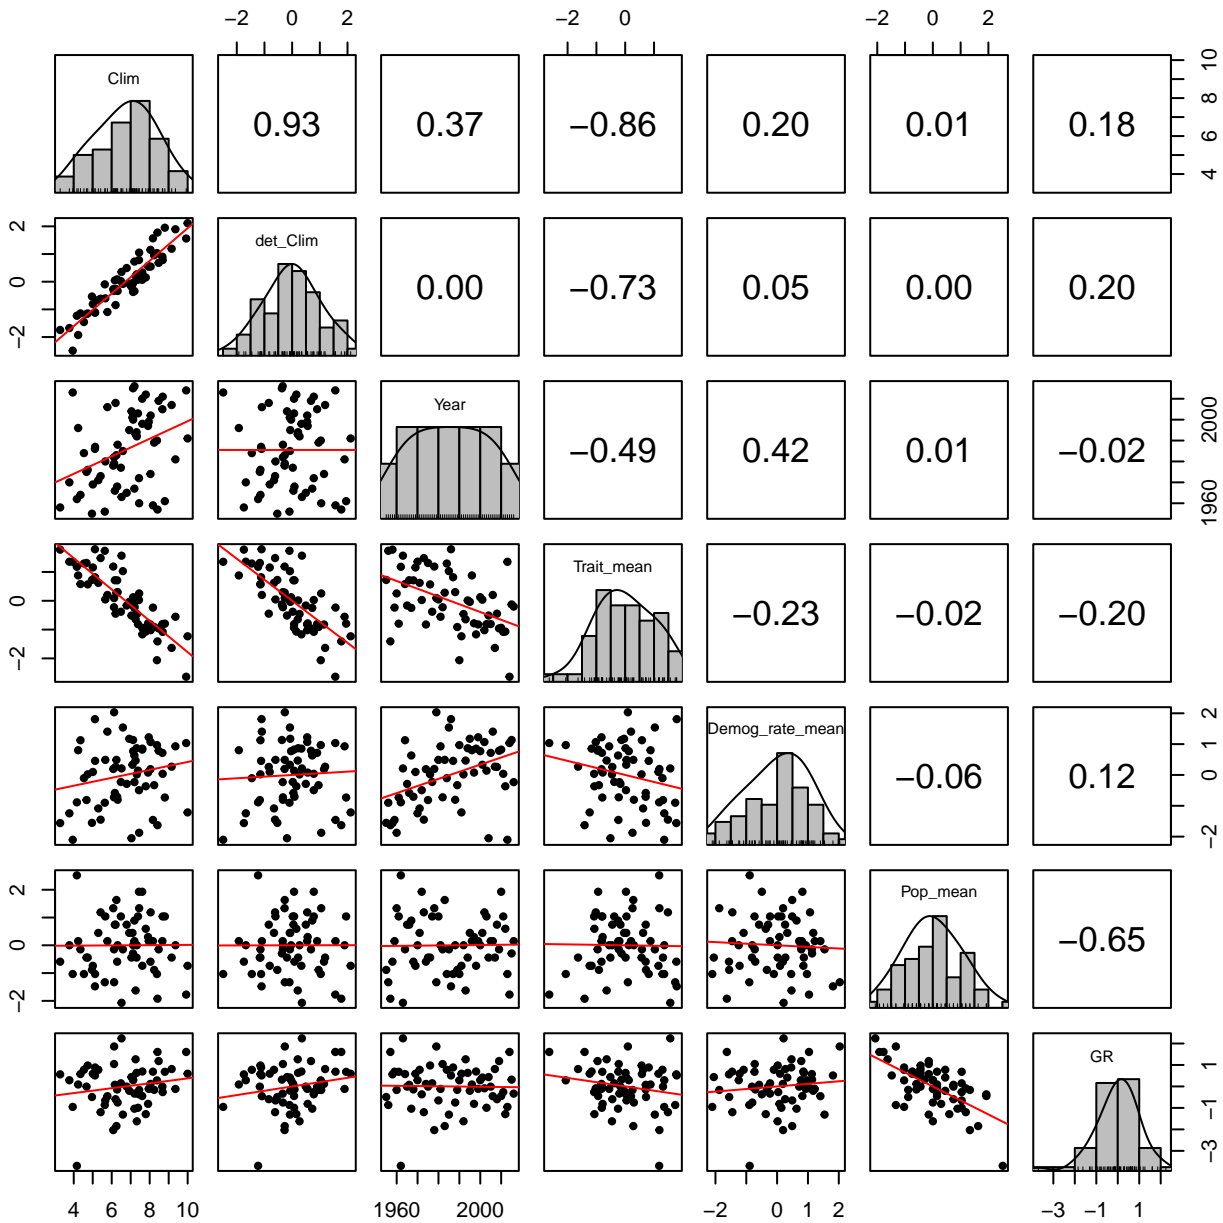 −2 0 2 −2 0 −2 0 2
Clim 0.93 0.37 −0.86 0.20 0.01 0.18 4 6 8 10
−2 0 2 det_Clim 0.00 −0.73 0.05 0.00 0.20
Year −0.49 0.42 0.01 −0.02 1960 2000
−2 0 Trait_mean −0.23 −0.02 −0.20
Demog_rate_mean −0.06 0.12 −2 0 1 2
−2 0 2 Pop_mean −0.65
GR −3 −1 1
4 6 8 10 1960 2000 −2 0 1 2 −3 −1 1